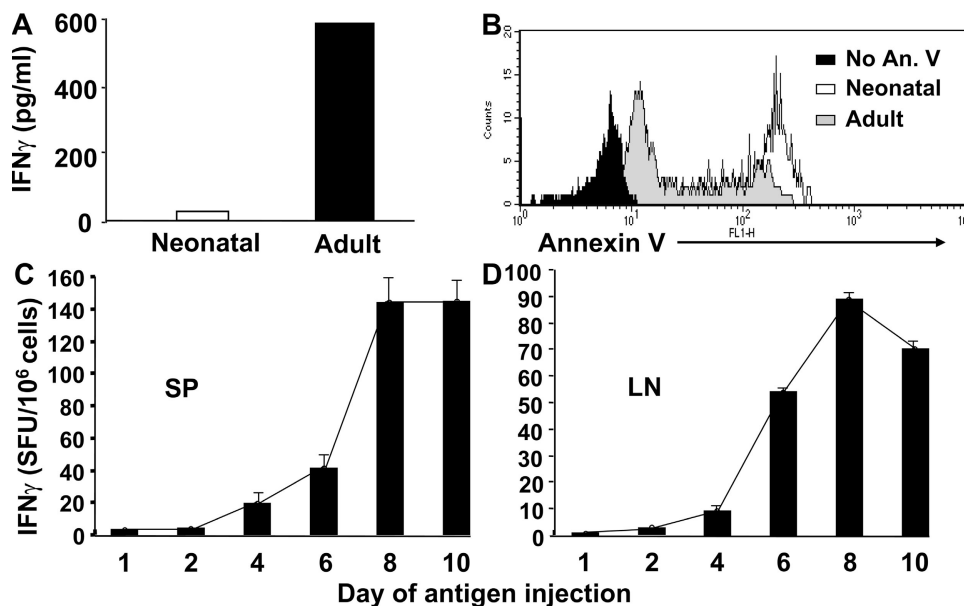 A
IFNγ (pg/ml)
600
400
200
0
Neonatal
Adult
B
Counts
20
15
10
5
0
No An. V
Neonatal
Adult
10⁰
10¹
10²
10³
FL1-H
Annexin V
C
IFNγ (SFU/10⁶ cells)
160
140
120
100
80
60
40
20
0
SP
1 2 4 6 8 10
D
100
90
80
70
60
50
40
30
20
10
0
LN
1 2 4 6 8 10
Day of antigen injection